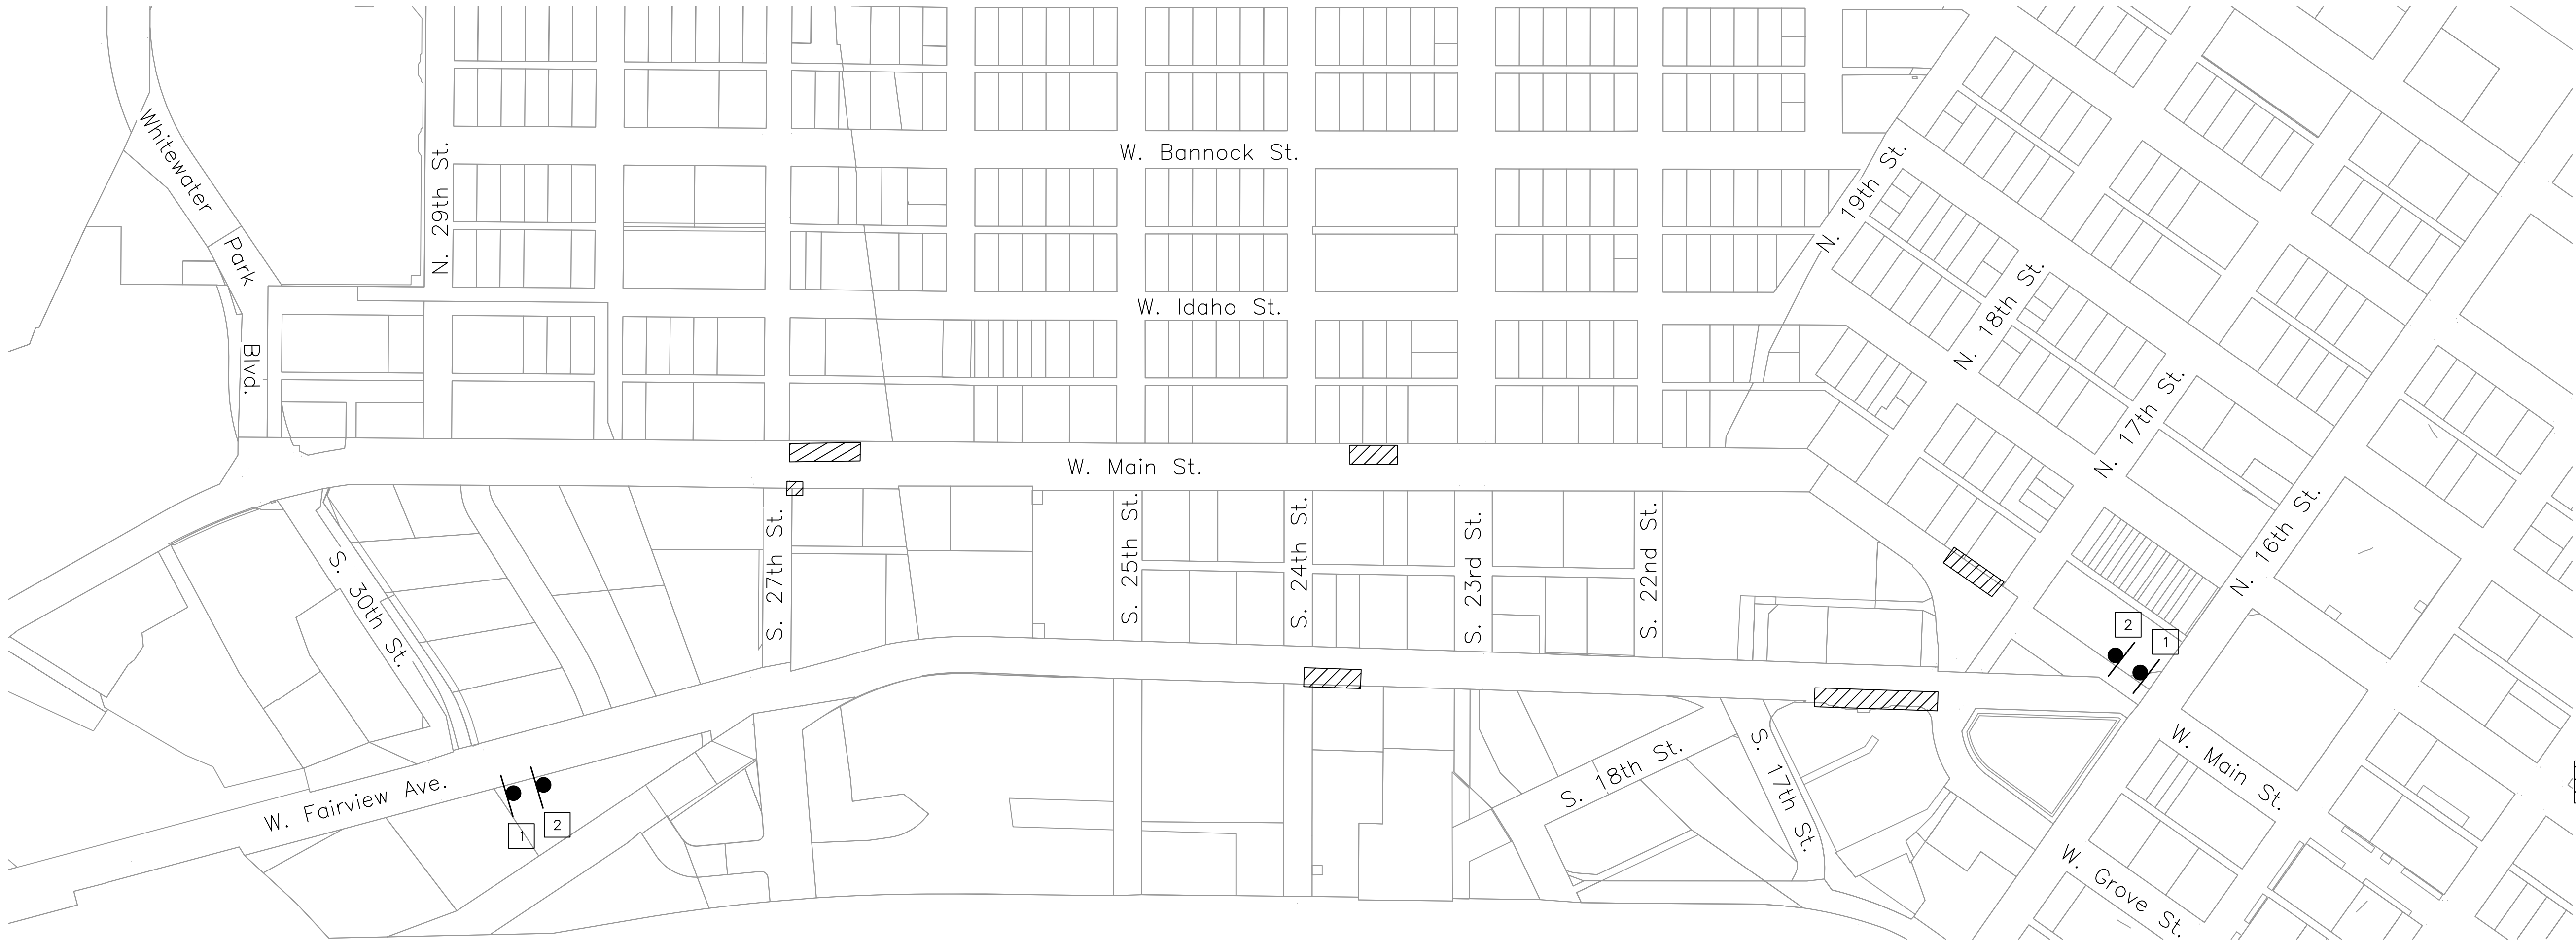 W. Bannock St.
Whitewater
Park
Blvd.
N. 29th St.
N. 19th St.
W. Idaho St.
N. 18th St.
N. 17th St.
W. Main St.
N. 16th St.
S. 30th St.
S. 27th St.
S. 25th St.
S. 24th St.
S. 23rd St.
S. 22nd St.
2
1
W. Fairview Ave.
1
2
S. 18th St.
S. 17th St.
W. Main St.
W. Grove St.